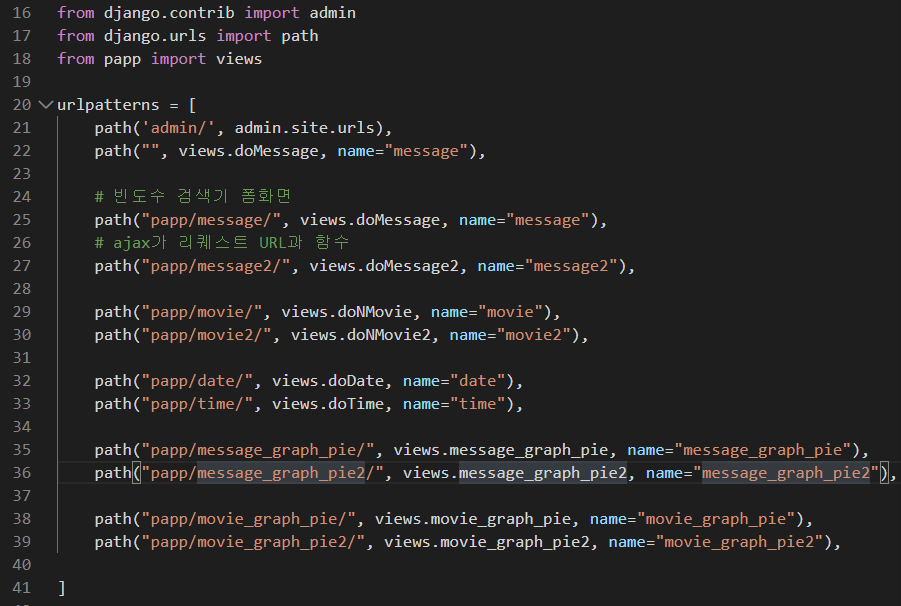 16 from django.contrib import admin
17 from django.urls import path
18 from papp import views
19
20 urlpatterns = [
21 path('admin/', admin.site.urls),
22 path("", views.doMessage, name="message"),
23
24 # 빈도수 검색기 폼화면
25 path("papp/message/", views.doMessage, name="message"),
26 # ajax가 리퀘스트 URL과 함수
27 path("papp/message2/", views.doMessage2, name="message2"),
28
29 path("papp/movie/", views.doNMovie, name="movie"),
30 path("papp/movie2/", views.doNMovie2, name="movie2"),
31
32 path("papp/date/", views.doDate, name="date"),
33 path("papp/time/", views.doTime, name="time"),
34
35 path("papp/message_graph_pie/", views.message_graph_pie, name="message_graph_pie"),
36 path("papp/message_graph_pie2/", views.message_graph_pie2, name="message_graph_pie2"),
37
38 path("papp/movie_graph_pie/", views.movie_graph_pie, name="movie_graph_pie"),
39 path("papp/movie_graph_pie2/", views.movie_graph_pie2, name="movie_graph_pie2"),
40
41 ]